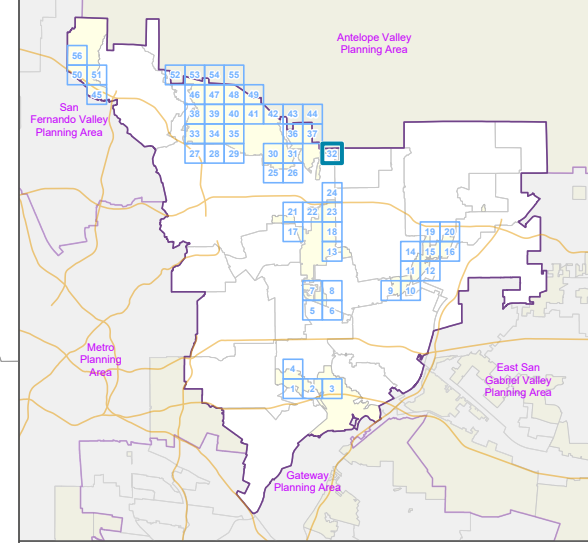 Antelope Valley
Planning Area
56
50 51
45
52 53 54 55
46 47 48 49
38 39 40 41 42 43 44
33 34 35 36 37
27 28 29 30 31 32
25 26
San
Fernando Valley
Planning Area
24
21 22 23
17 18
13
19 20
14 15 16
11 12
9 10
7 8
5 6
4
1 2 3
Metro
Planning
Area
East San
Gabriel Valley
Planning Area
Gateway
Planning Area